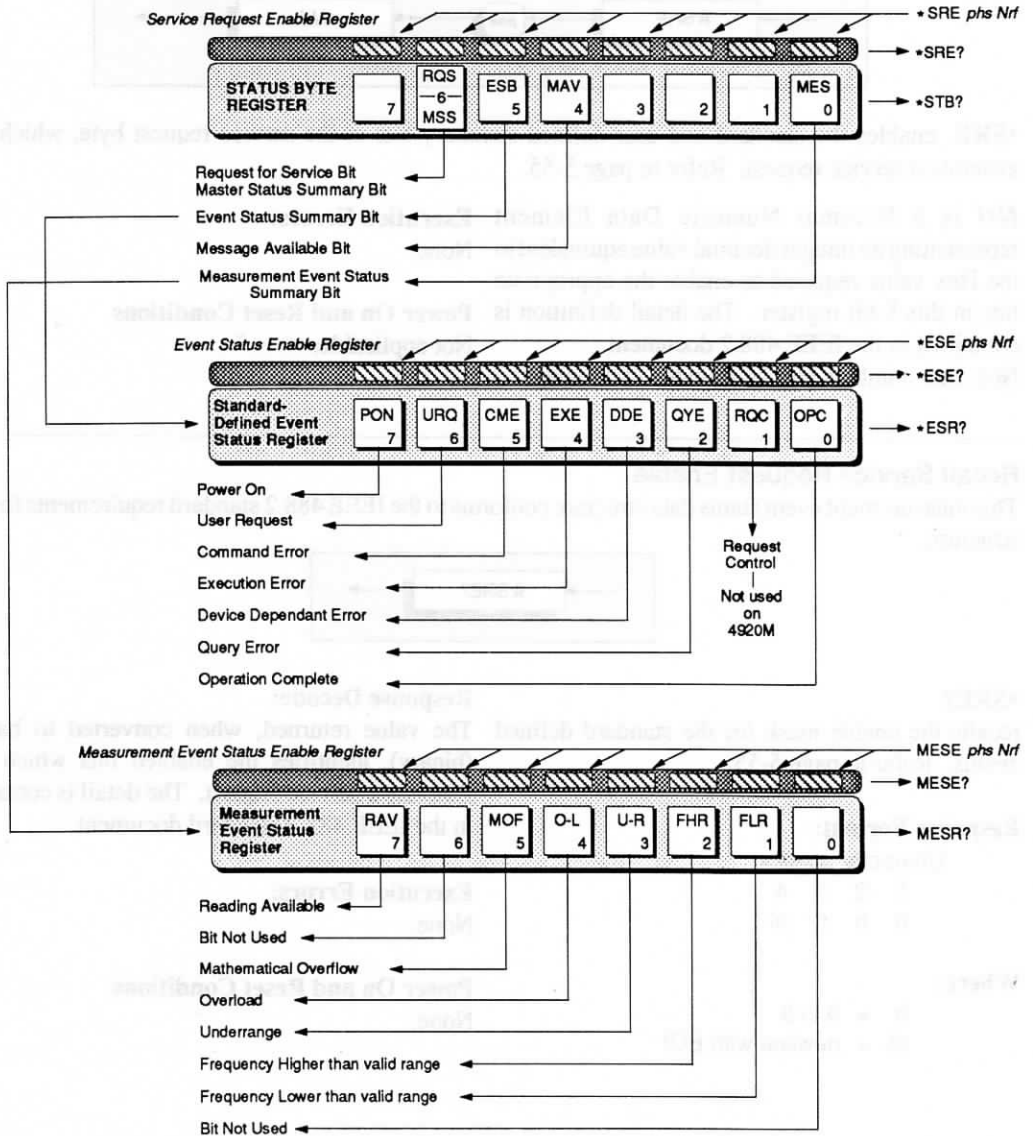 Service Request Enable Register
*SRE phs Nrf
*SRE?
STATUS BYTE
REGISTER
7
RQS
6
MSS
ESB
5
MAV
4
3
2
1
MES
0
*STB?
Request for Service Bit
Master Status Summary Bit
Event Status Summary Bit
Message Available Bit
Measurement Event Status
Summary Bit
Event Status Enable Register
*ESE phs Nrf
*ESE?
Standard-
Defined Event
Status Register
PON
7
URQ
6
CME
5
EXE
4
DDE
3
QYE
2
RQC
1
OPC
0
*ESR?
Power On
User Request
Command Error
Execution Error
Device Dependant Error
Query Error
Operation Complete
Request
Control
Not used
on
4920M
Measurement Event Status Enable Register
MESE phs Nrf
MESE?
Measurement
Event Status
Register
RAV
7
6
MOF
5
O-L
4
U-R
3
FHR
2
FLR
1
0
MESR?
Reading Available
Bit Not Used
Mathematical Overflow
Overload
Underrange
Frequency Higher than valid range
Frequency Lower than valid range
Bit Not Used